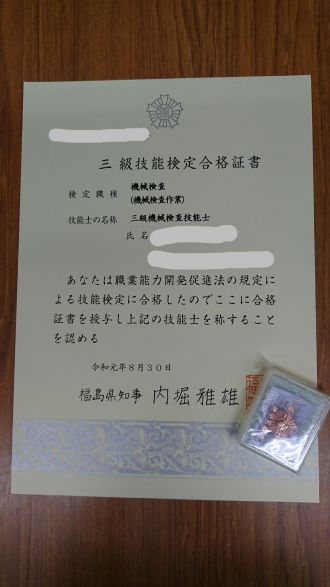 三級技能検定合格証書
検定職種 機械検査
(機械検査作業)
技能士の名称 三級機械検査技能士
氏名
あなたは職業能力開発促進法の規定に
よる技能検定に合格したのでここに合格
証書を授与し上記の技能士を称すること
を認める
令和元年8月30日
福島県知事 内堀雅雄